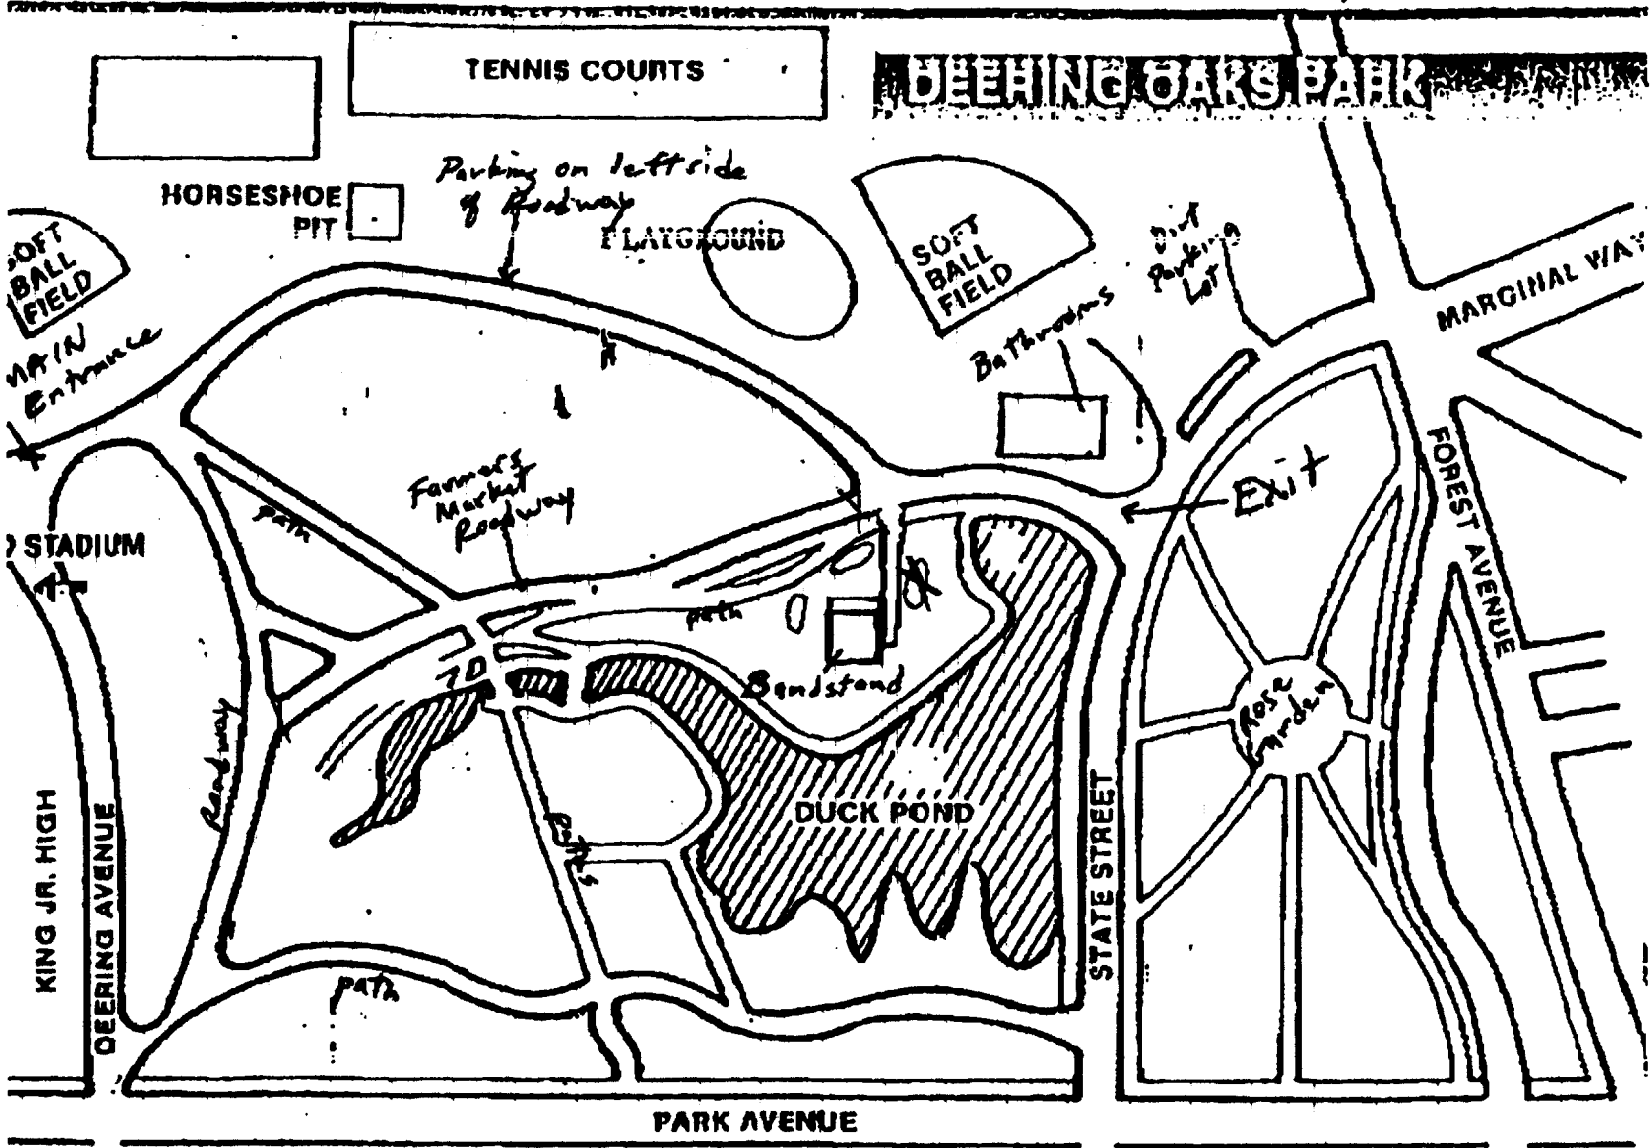 DEERING OAKS PARK
TENNIS COURTS
Parking on left side
of Roadway
HORSESHOE
PIT
PLAYGROUND
SOFT
BALL
FIELD
SOFT
BALL
FIELD
Dirt
Parking
Lot
MARGINAL WAY
Bathrooms
MAIN
Entrance
Farmers
Market
Roadway
path
Exit
FOREST AVENUE
STADIUM
path
Bandstand
Rose
Garden
Roadway
DUCK POND
Paths
KING JR. HIGH
DEERING AVENUE
STATE STREET
path
PARK AVENUE